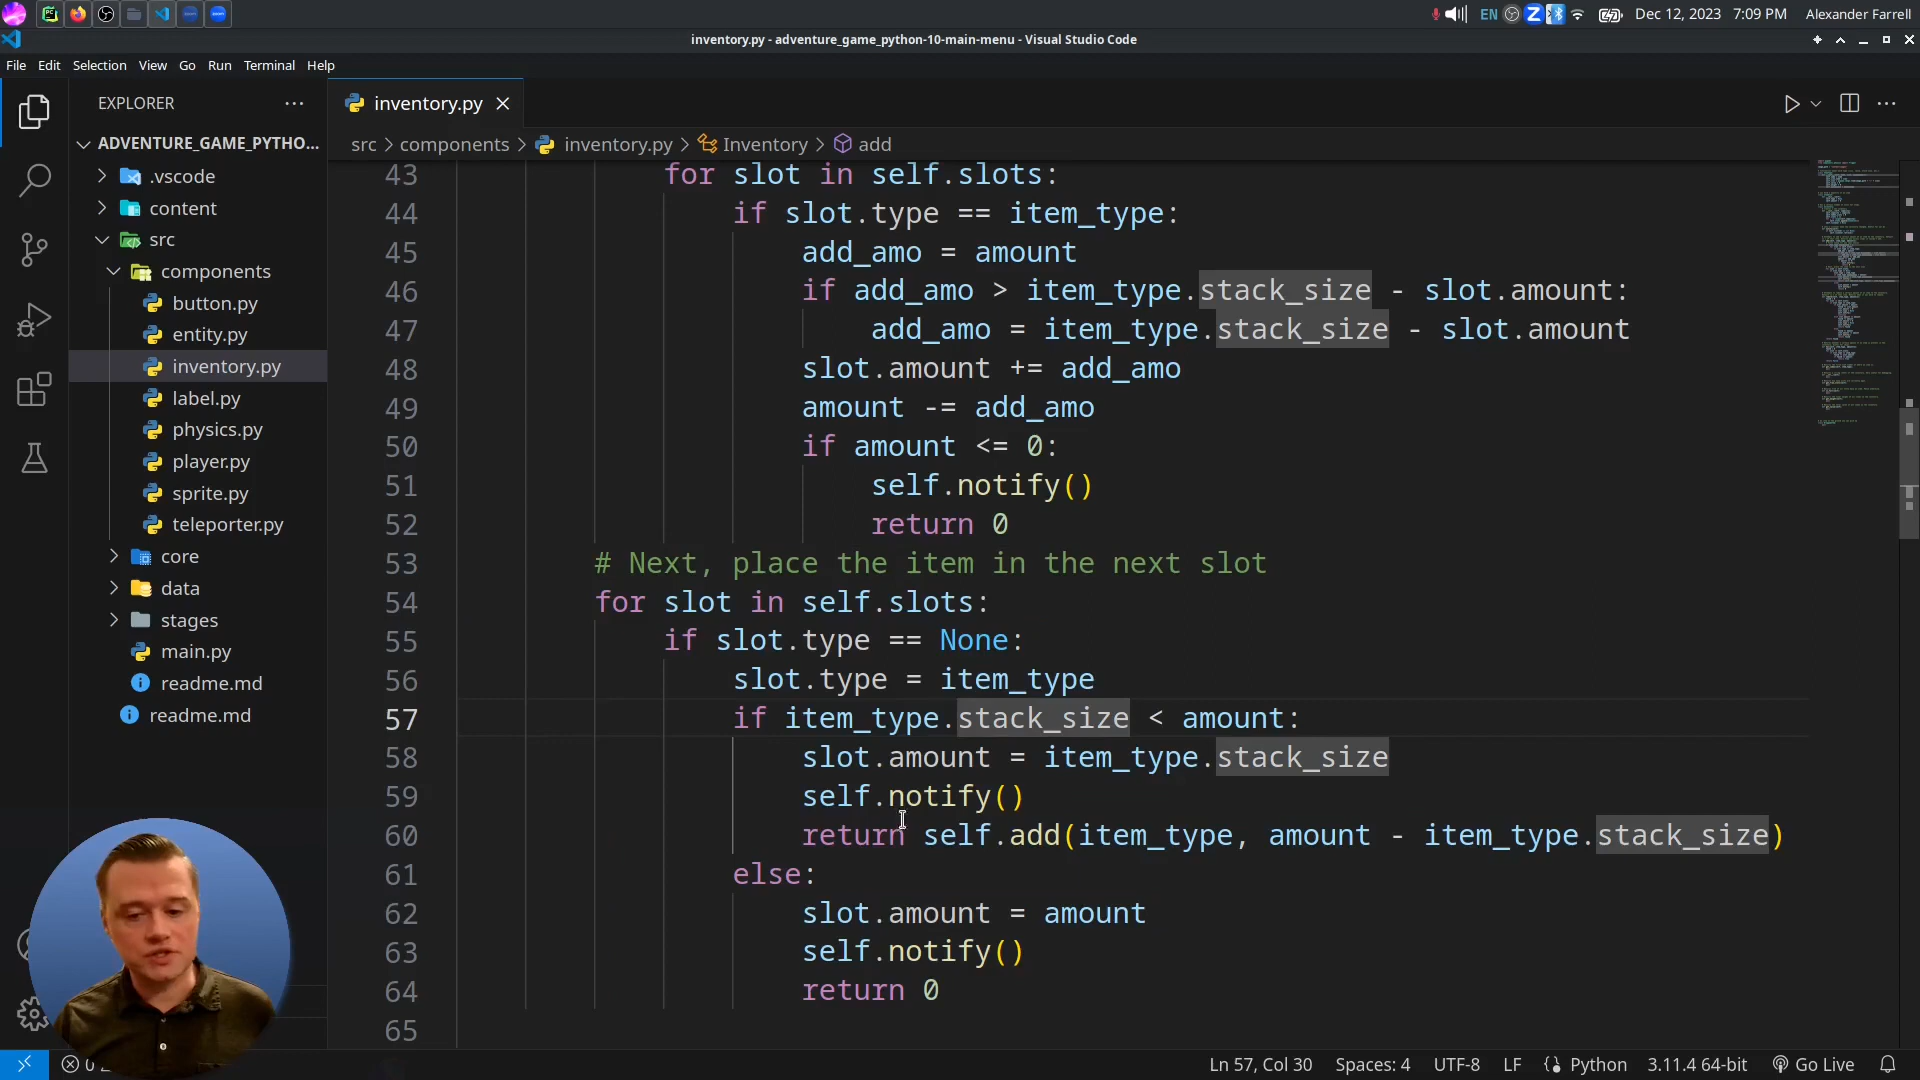 EN
Dec 12, 2023 7:09 PM Alexander Farrell
inventory.py - adventure_game_python-10-main-menu - Visual Studio Code
File Edit Selection View Go Run Terminal Help
EXPLORER
inventory.py
ADVENTURE_GAME_PYTHO...
src > components > inventory.py > Inventory > add
.vscode
content
src
components
button.py
entity.py
inventory.py
label.py
physics.py
player.py
sprite.py
teleporter.py
core
data
stages
main.py
readme.md
readme.md
43 for slot in self.slots:
44 if slot.type == item_type:
45 add_amo = amount
46 if add_amo > item_type.stack_size - slot.amount:
47 add_amo = item_type.stack_size - slot.amount
48 slot.amount += add_amo
49 amount -= add_amo
50 if amount <= 0:
51 self.notify()
52 return 0
53 # Next, place the item in the next slot
54 for slot in self.slots:
55 if slot.type == None:
56 slot.type = item_type
57 if item_type.stack_size < amount:
58 slot.amount = item_type.stack_size
59 self.notify()
60 return self.add(item_type, amount - item_type.stack_size)
61 else:
62 slot.amount = amount
63 self.notify()
64 return 0
65
0
Ln 57, Col 30 Spaces: 4 UTF-8 LF Python 3.11.4 64-bit Go Live